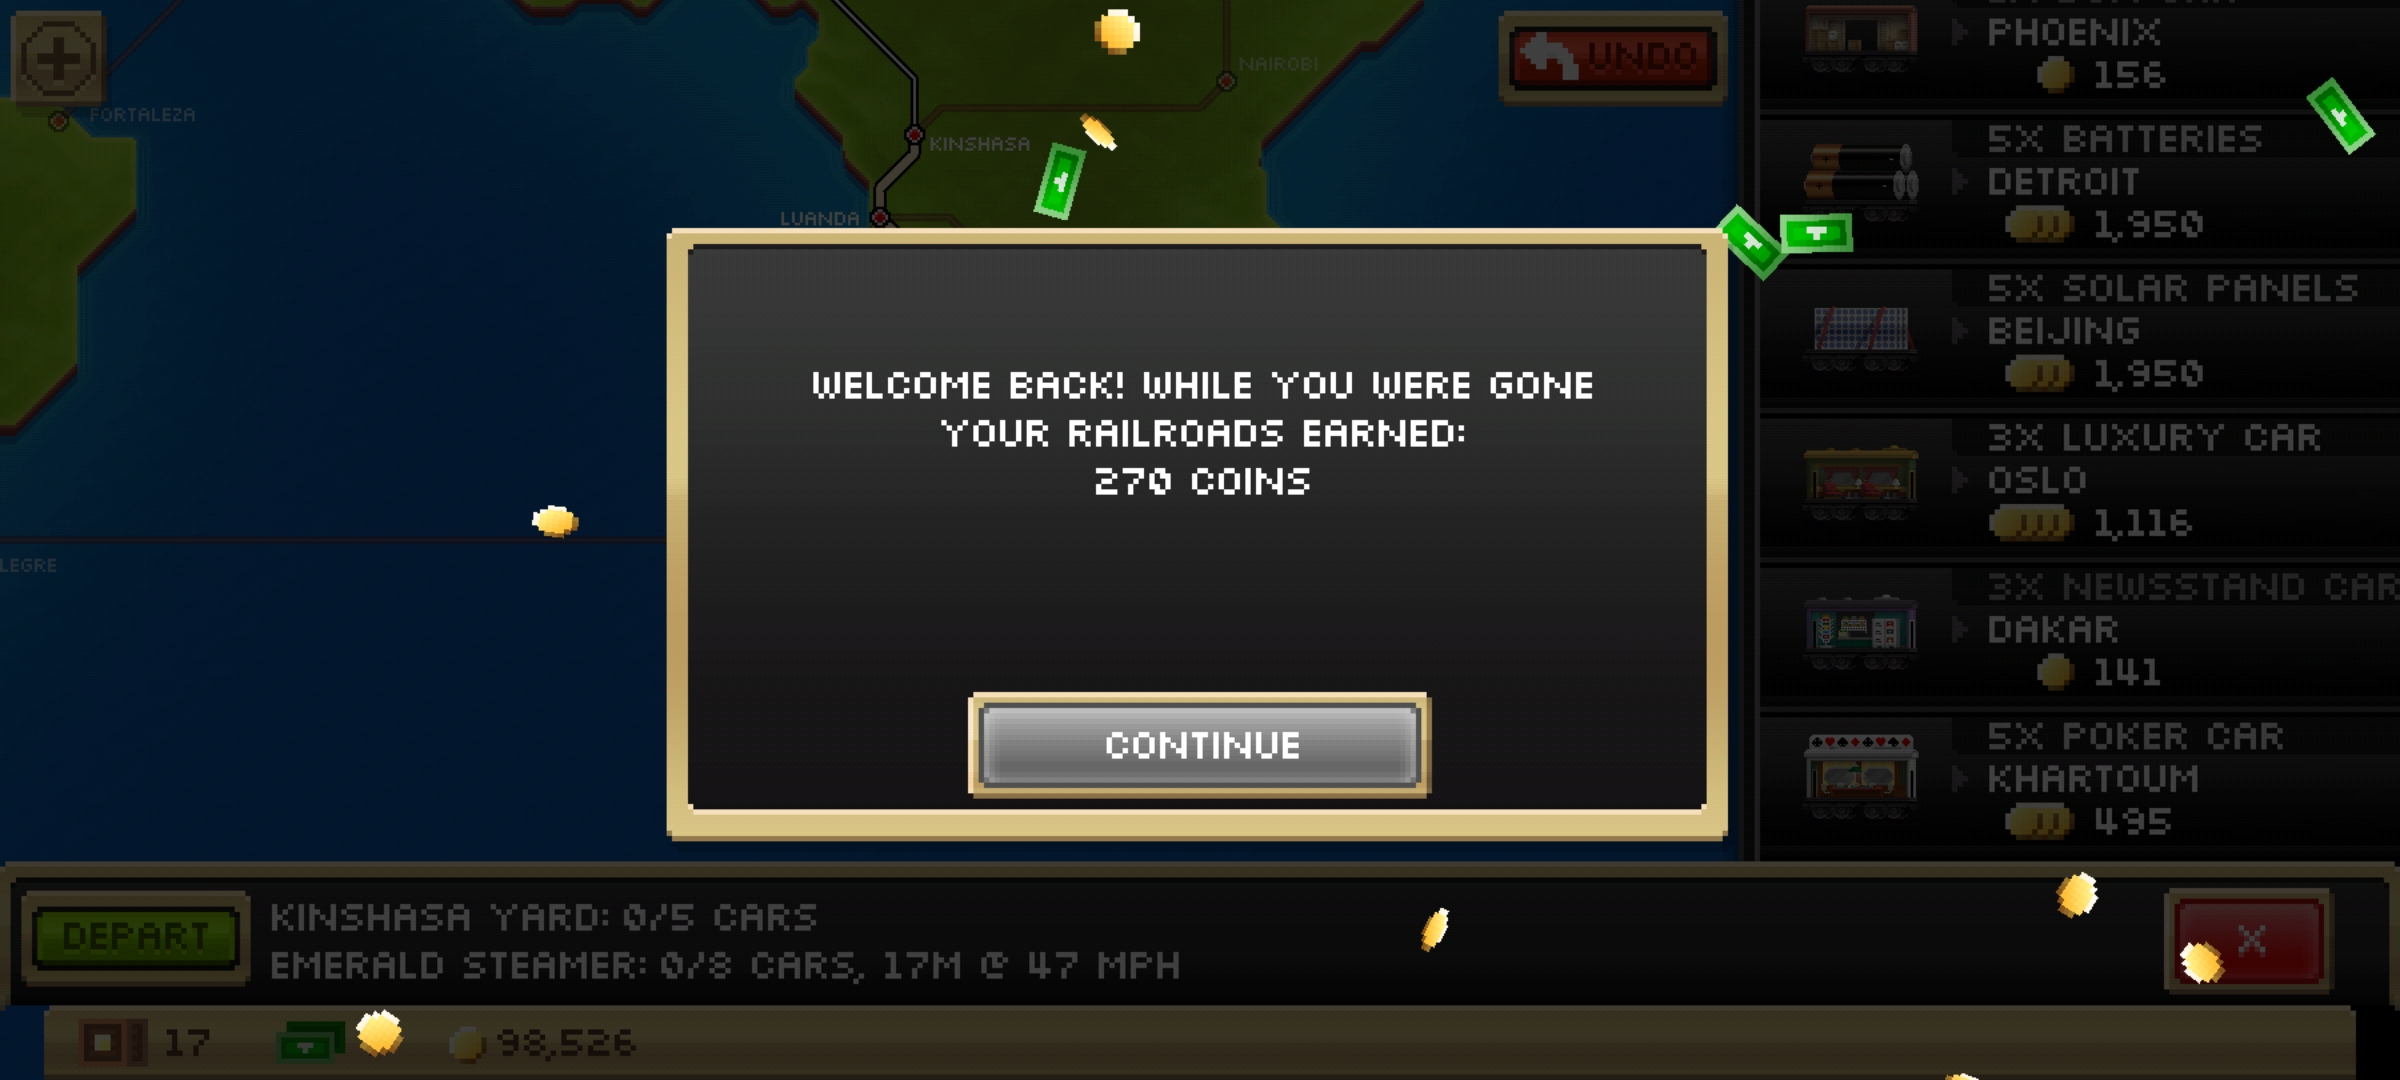 FORTALEZA
NAIROBI
KINSHASA
LUANDA
LEGRE
UNDO
WELCOME BACK! WHILE YOU WERE GONE
YOUR RAILROADS EARNED:
270 COINS
CONTINUE
PHOENIX
156
5X BATTERIES
DETROIT
1,950
5X SOLAR PANELS
BEIJING
1,950
3X LUXURY CAR
OSLO
1,116
3X NEWSSTAND CAR
DAKAR
141
5X POKER CAR
KHARTOUM
495
DEPART
KINSHASA YARD: 0/5 CARS
EMERALD STEAMER: 0/8 CARS, 17M @ 47 MPH
X
17
98,526